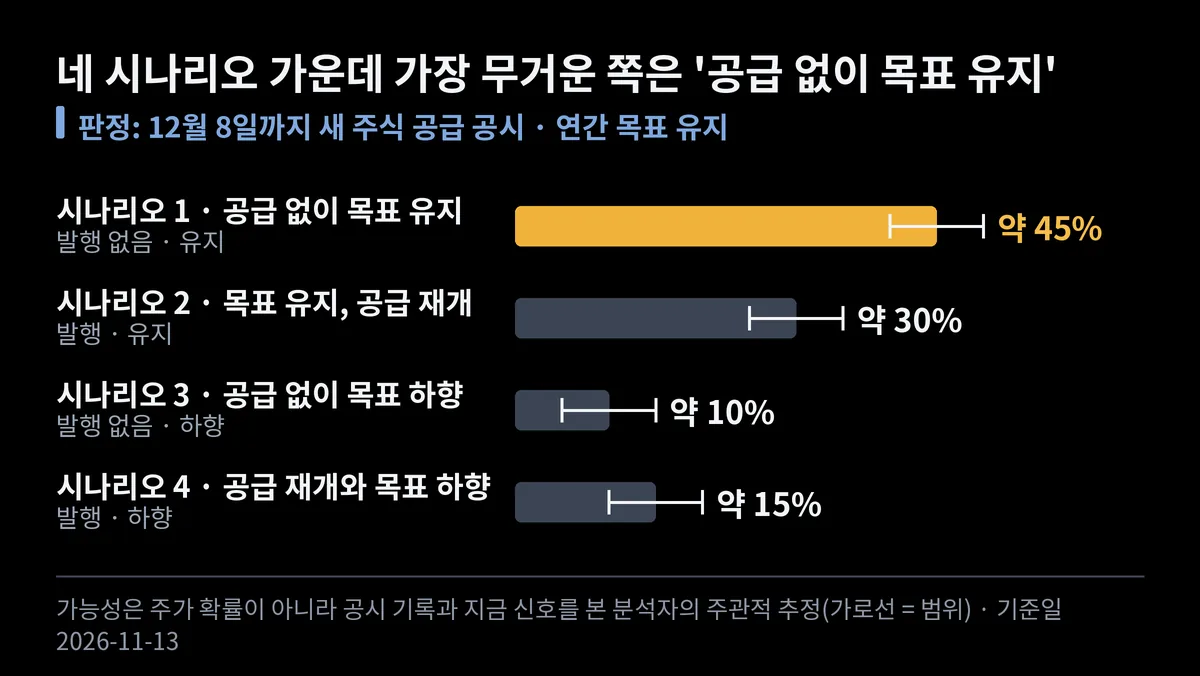 네 시나리오 가운데 가장 무거운 쪽은 '공급 없이 목표 유지'
판정: 12월 8일까지 새 주식 공급 공시 · 연간 목표 유지
시나리오 1 · 공급 없이 목표 유지
발행 없음 · 유지
약 45%
시나리오 2 · 목표 유지, 공급 재개
발행 · 유지
약 30%
시나리오 3 · 공급 없이 목표 하향
발행 없음 · 하향
약 10%
시나리오 4 · 공급 재개와 목표 하향
발행 · 하향
약 15%
가능성은 주가 확률이 아니라 공시 기록과 지금 신호를 본 분석자의 주관적 추정(가로선 = 범위) · 기준일
2026-11-13